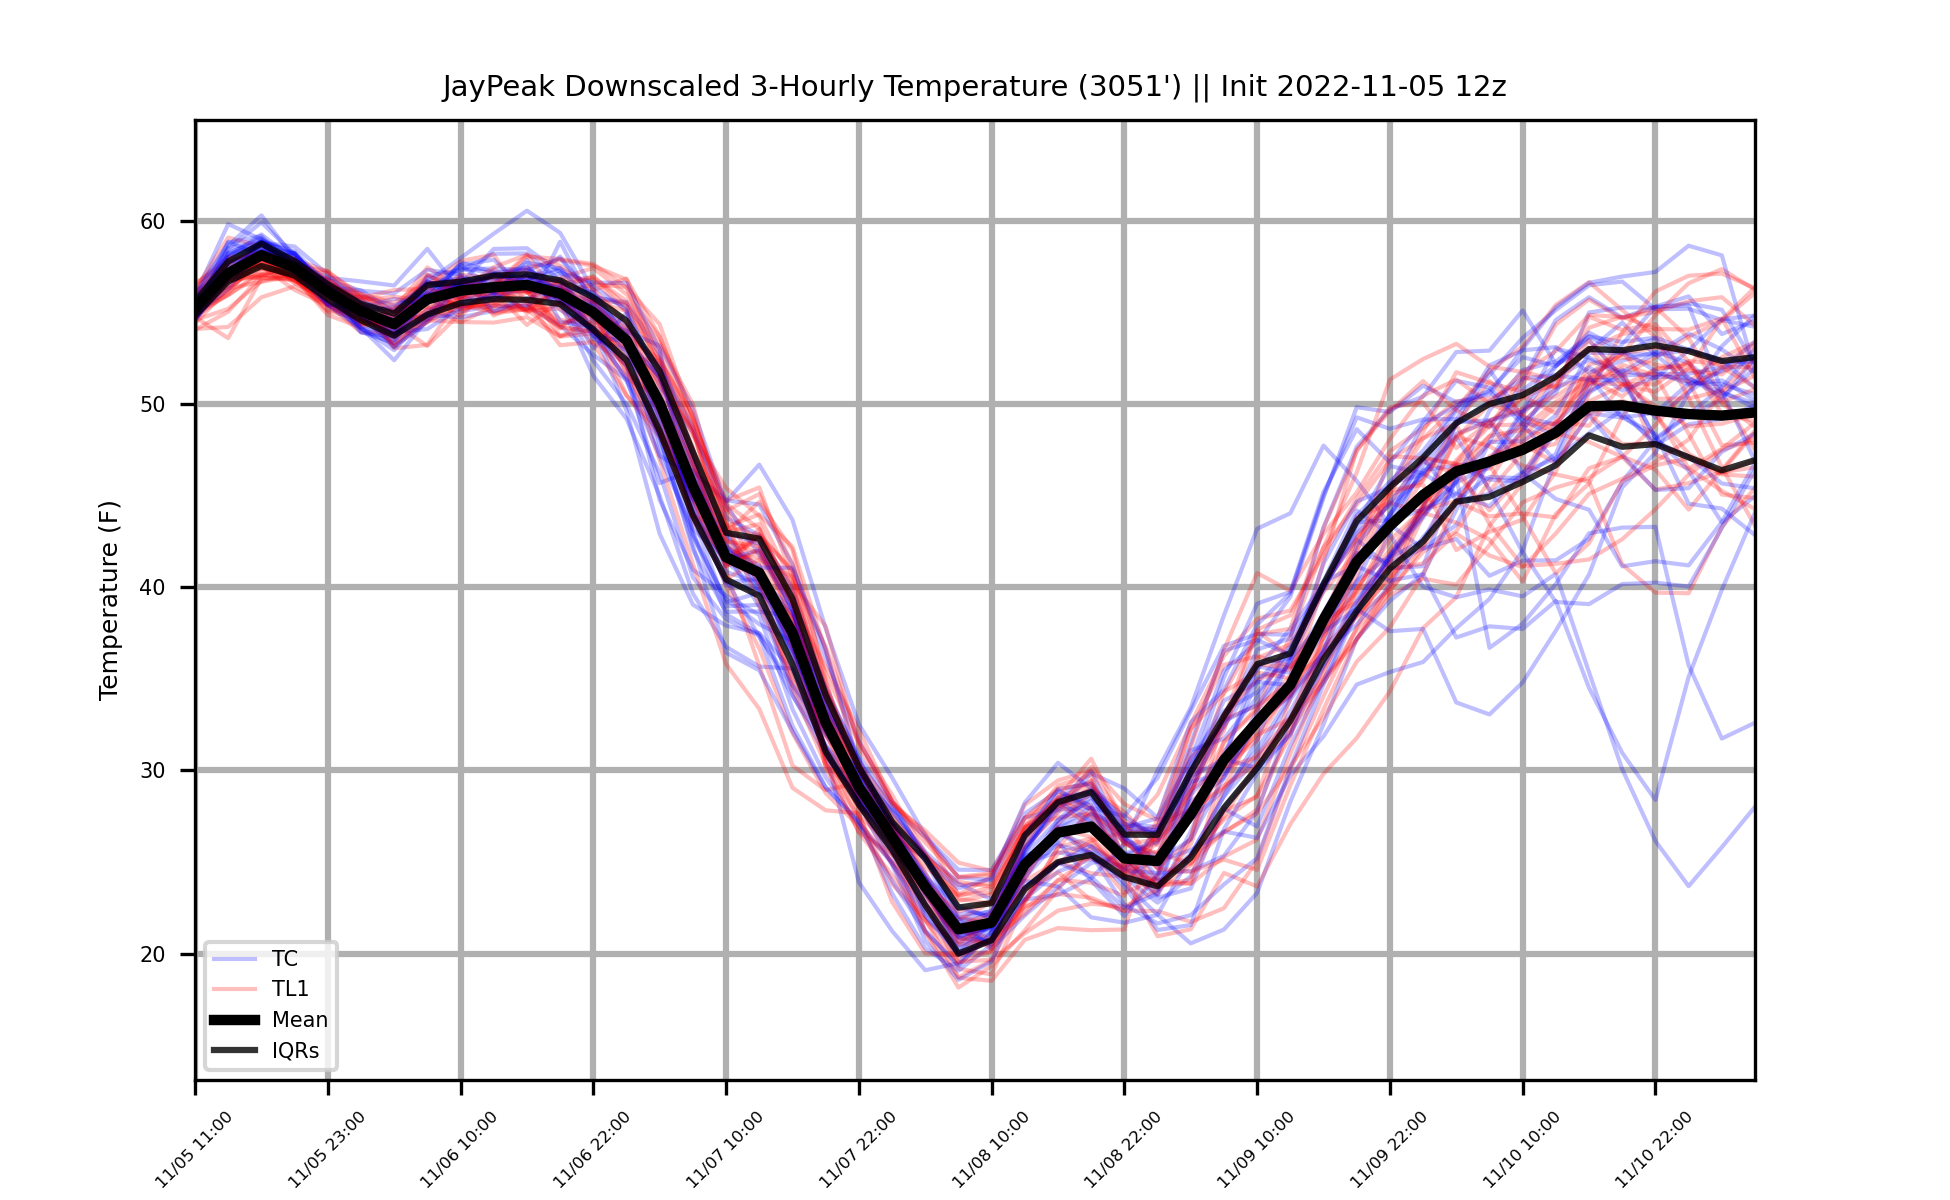 JayPeak Downscaled 3-Hourly Temperature (3051') || Init 2022-11-05 12z
Temperature (F)
60
50
40
30
20
TC
TL1
Mean
IQRs
11/05 11:00
11/05 23:00
11/06 10:00
11/06 22:00
11/07 10:00
11/07 22:00
11/08 10:00
11/08 22:00
11/09 10:00
11/09 22:00
11/10 10:00
11/10 22:00